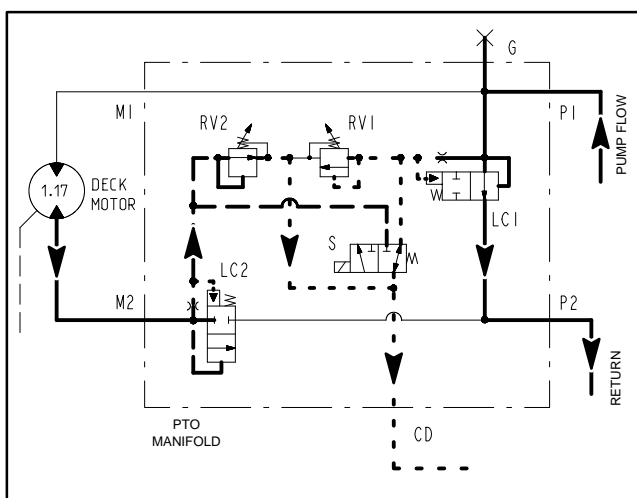 G
M1
P1
RV2
RV1
PUMP FLOW
1.17
DECK
MOTOR
LC1
S
LC2
M2
P2
RETURN
PTO
MANIFOLD
CD